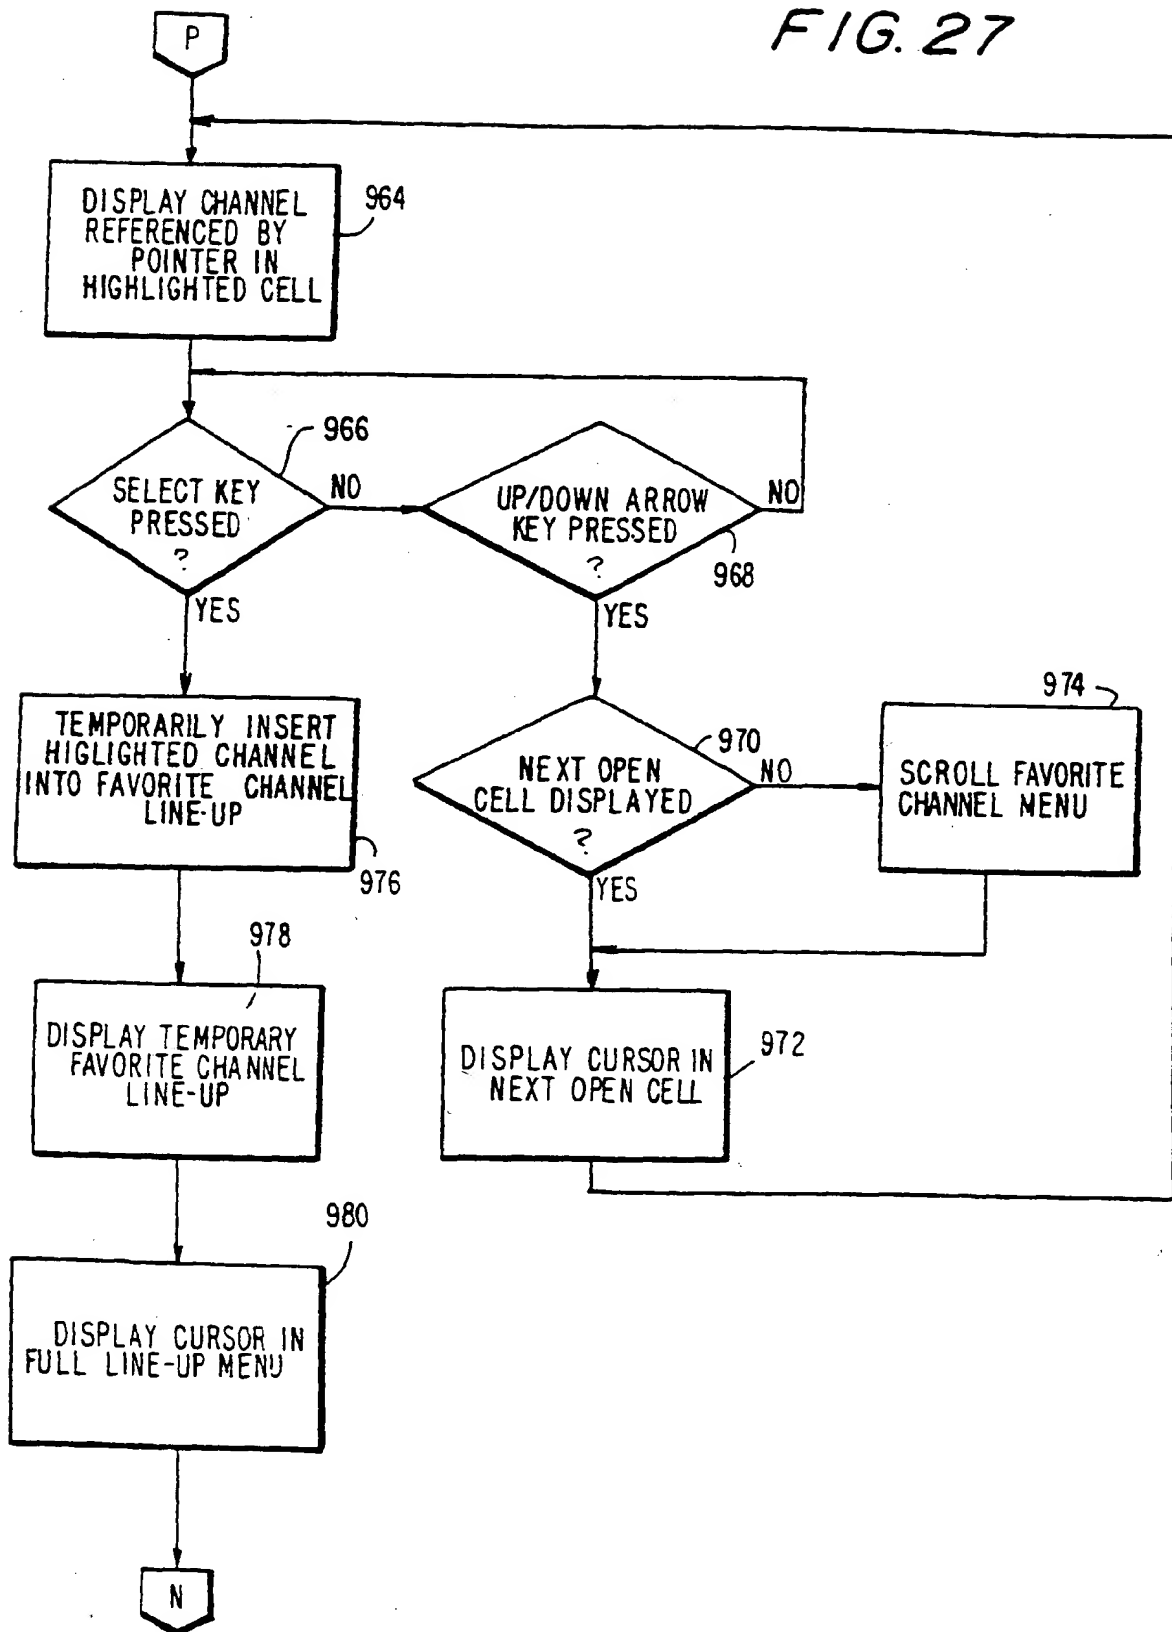 FIG. 27
P
DISPLAY CHANNEL
REFERENCED BY
POINTER IN
HIGHLIGHTED CELL
964
SELECT KEY
PRESSED
?
966
NO
YES
UP/DOWN ARROW
KEY PRESSED
?
NO
968
YES
TEMPORARILY INSERT
HIGLIGHTED CHANNEL
INTO FAVORITE CHANNEL
LINE-UP
976
NEXT OPEN
CELL DISPLAYED
?
970
NO
YES
974
SCROLL FAVORITE
CHANNEL MENU
978
DISPLAY TEMPORARY
FAVORITE CHANNEL
LINE-UP
DISPLAY CURSOR IN
NEXT OPEN CELL
972
980
DISPLAY CURSOR IN
FULL LINE-UP MENU
N